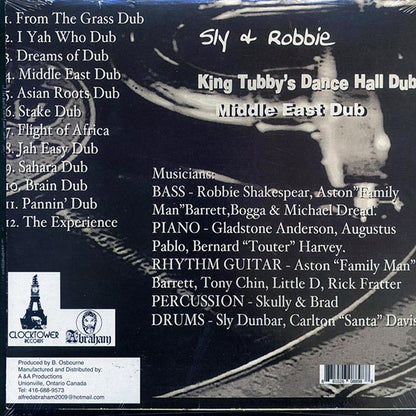 1. From The Grass Dub
2. I Yah Who Dub
3. Dreams of Dub
4. Middle East Dub
5. Asian Roots Dub
6. Stake Dub
7. Flight of Africa
8. Jah Easy Dub
9. Sahara Dub
10. Brain Dub
11. Pannin' Dub
12. The Experience
Sly & Robbie
King Tubby's Dance Hall Dub
Middle East Dub
Musicians:
BASS - Robbie Shakespear, Aston "Family
Man" Barrett, Bogga & Michael Dread.
PIANO - Gladstone Anderson, Augustus
Pablo, Bernard "Touter" Harvey.
RHYTHM GUITAR - Aston "Family Man"
Barrett, Tony Chin, Little D, Rick Fratter
PERCUSSION - Skully & Brad
DRUMS - Sly Dunbar, Carlton "Santa" Davis
CLOCKTOWER
RECORDS
Abraham
Produced by B. Osbourne
Manufactured and Distributed by:
A & A Productions
Unionville, Ontario Canada
Tel: 416-688-9573
alfredabraham2009@hotmail.com